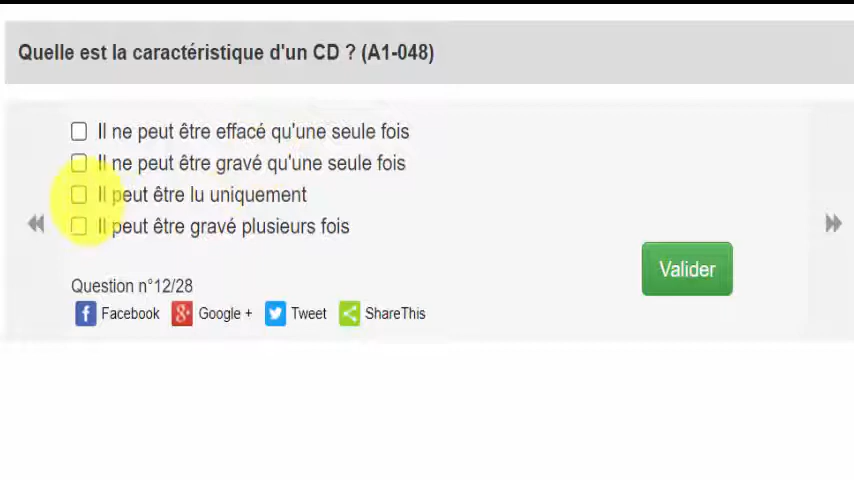 Quelle est la caractéristique d'un CD ? (A1-048)
Il ne peut être effacé qu'une seule fois
Il ne peut être gravé qu'une seule fois
Il peut être lu uniquement
Il peut être gravé plusieurs fois
Valider
Question n°12/28
Facebook Google + Tweet ShareThis